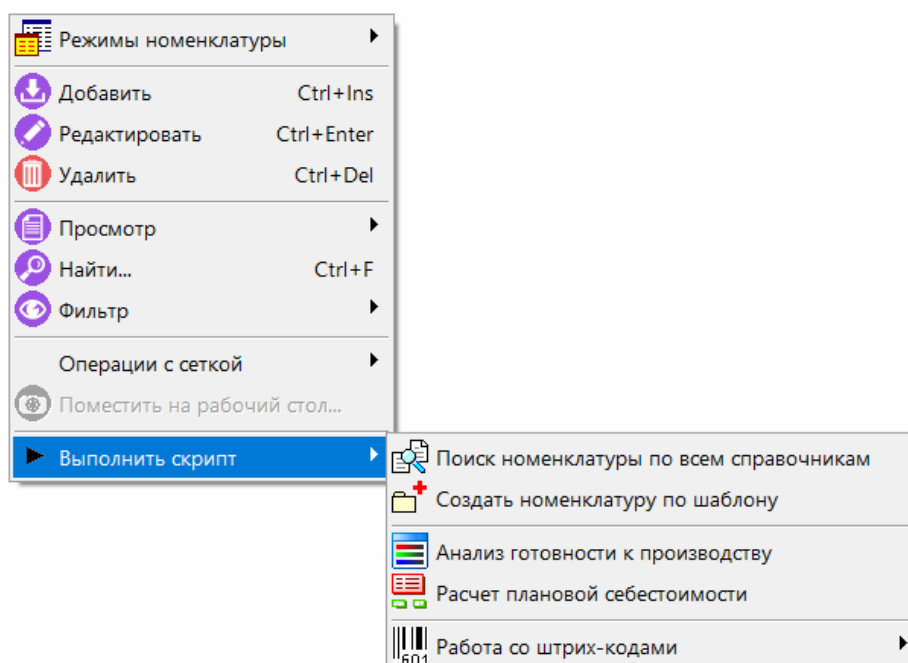 Режимы номенклатуры
Добавить Ctrl+Ins
Редактировать Ctrl+Enter
Удалить Ctrl+Del
Просмотр
Найти... Ctrl+F
Фильтр
Операции с сеткой
Поместить на рабочий стол...
Выполнить скрипт
Поиск номенклатуры по всем справочникам
Создать номенклатуру по шаблону
Анализ готовности к производству
Расчет плановой себестоимости
Работа со штрих-кодами
601